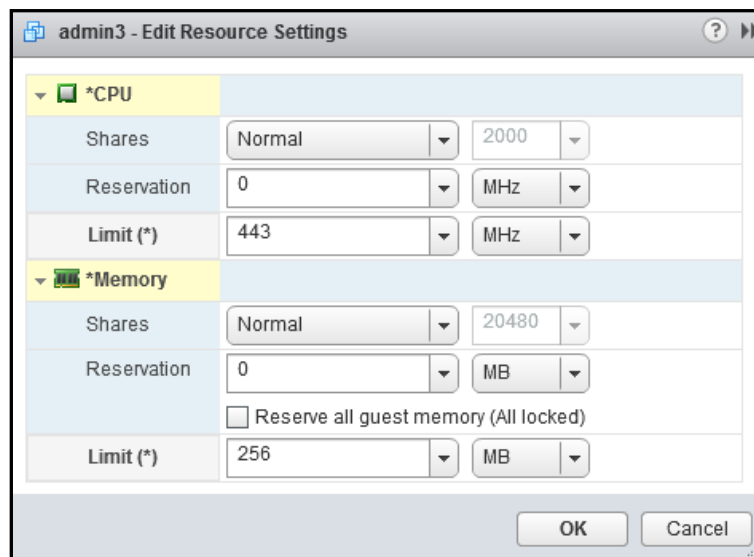 admin3 - Edit Resource Settings ?
*CPU
Shares Normal 2000
Reservation 0 MHz
Limit (*) 443 MHz
*Memory
Shares Normal 20480
Reservation 0 MB
Reserve all guest memory (All locked)
Limit (*) 256 MB
OK Cancel